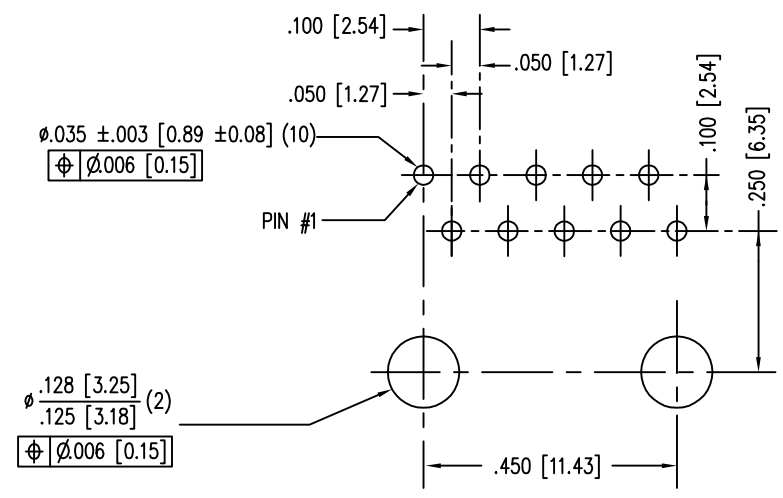 .100 [2.54]
.050 [1.27]
.050 [1.27]
.100 [2.54]
.250 [6.35]
ø.035 ±.003 [0.89 ±0.08] (10)
⌖ Ø.006 [0.15]
PIN #1
ø .128 [3.25]
.125 [3.18] (2)
⌖ Ø.006 [0.15]
.450 [11.43]